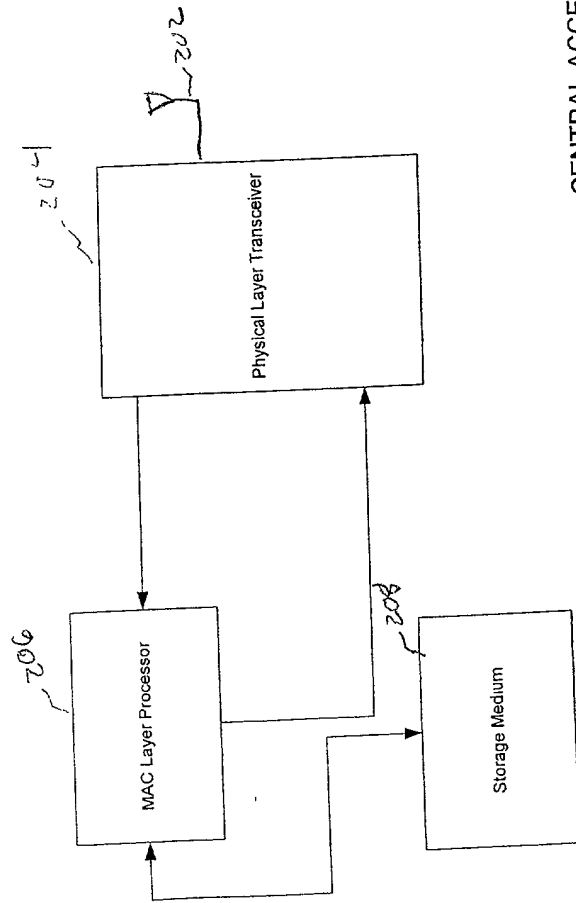 204
202
Physical Layer Transceiver
206
MAC Layer Processor
208
Storage Medium
CENTRAL ACCE